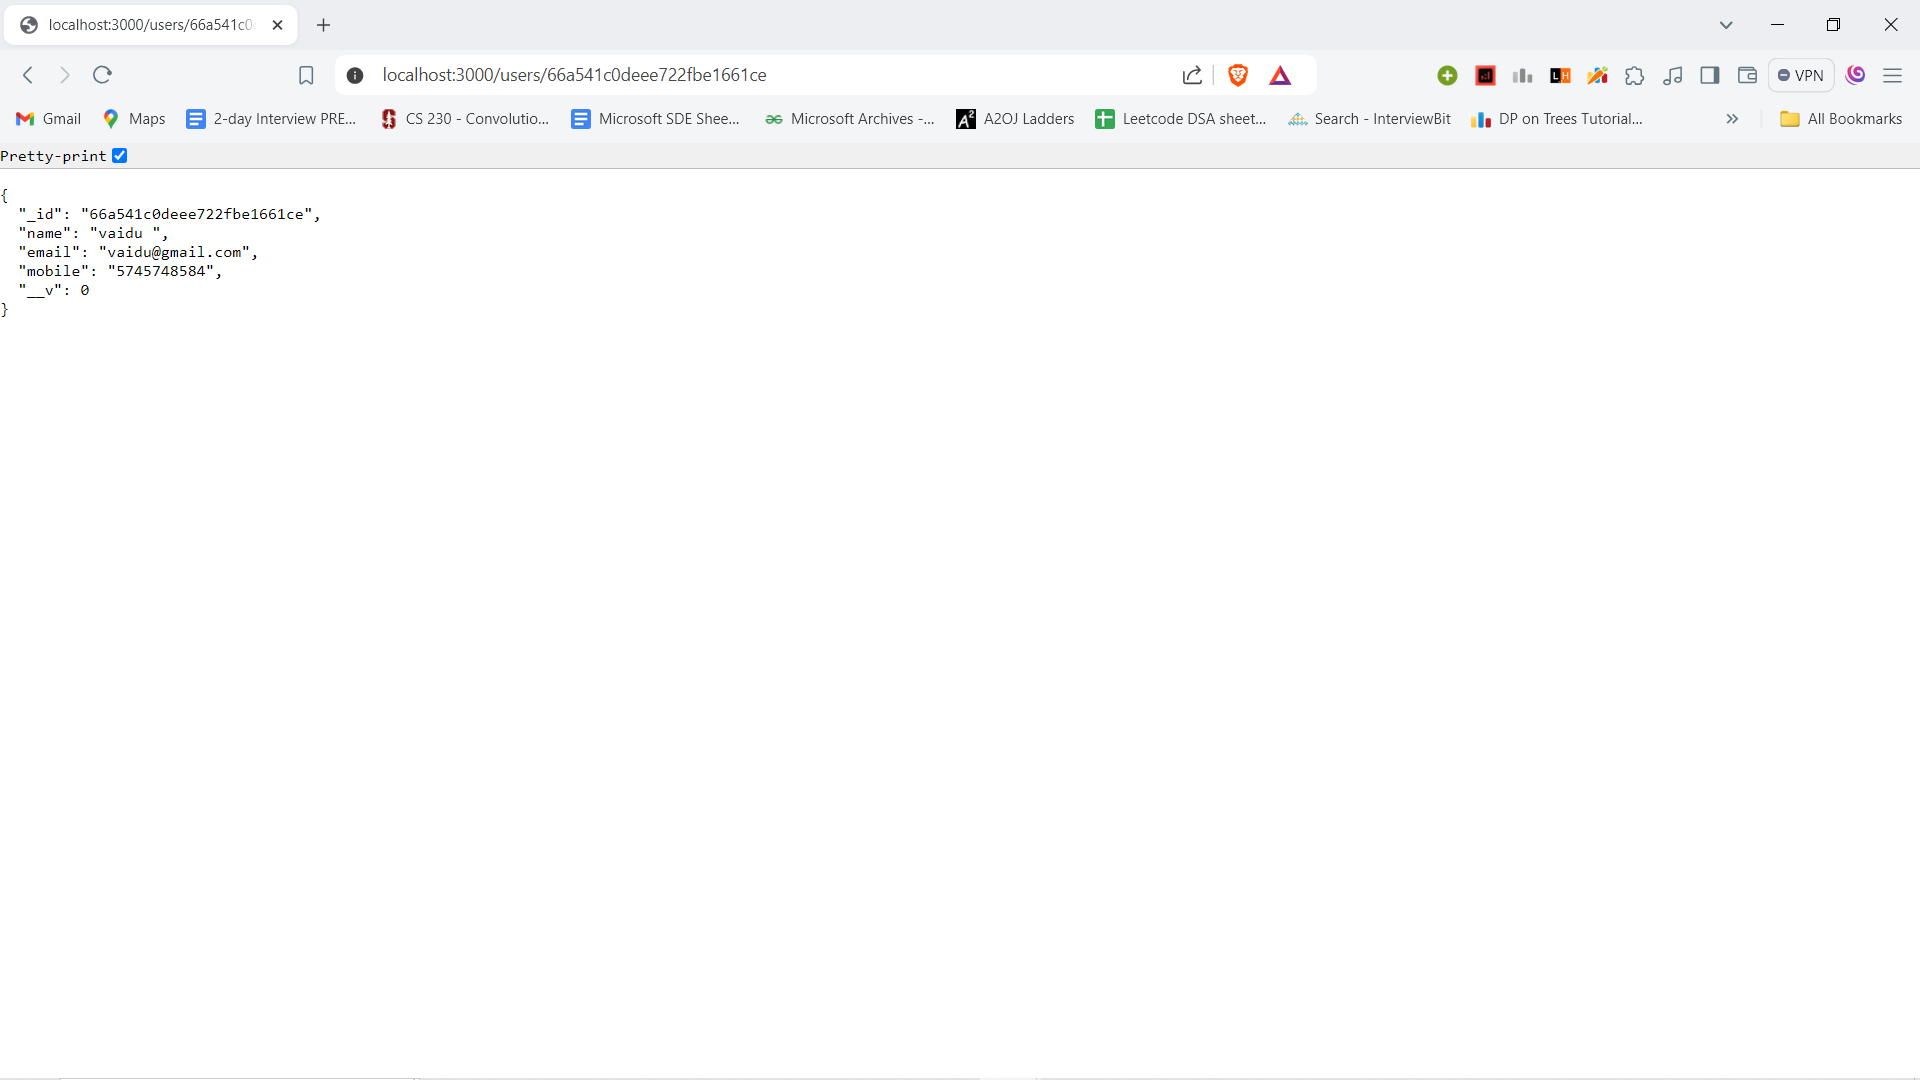 localhost:3000/users/66a541c0
localhost:3000/users/66a541c0deee722fbe1661ce
VPN
Gmail
Maps
2-day Interview PRE...
CS 230 - Convolutio...
Microsoft SDE Shee...
Microsoft Archives -...
A2OJ Ladders
Leetcode DSA sheet...
Search - InterviewBit
DP on Trees Tutorial...
All Bookmarks
Pretty-print
{
"_id": "66a541c0deee722fbe1661ce",
"name": "vaidu ",
"email": "vaidu@gmail.com",
"mobile": "5745748584",
"__v": 0
}